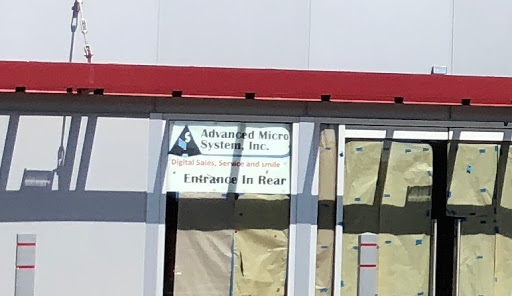 Advanced Micro
System, Inc.
Digital Sales, Service and smile
Entrance In Rear